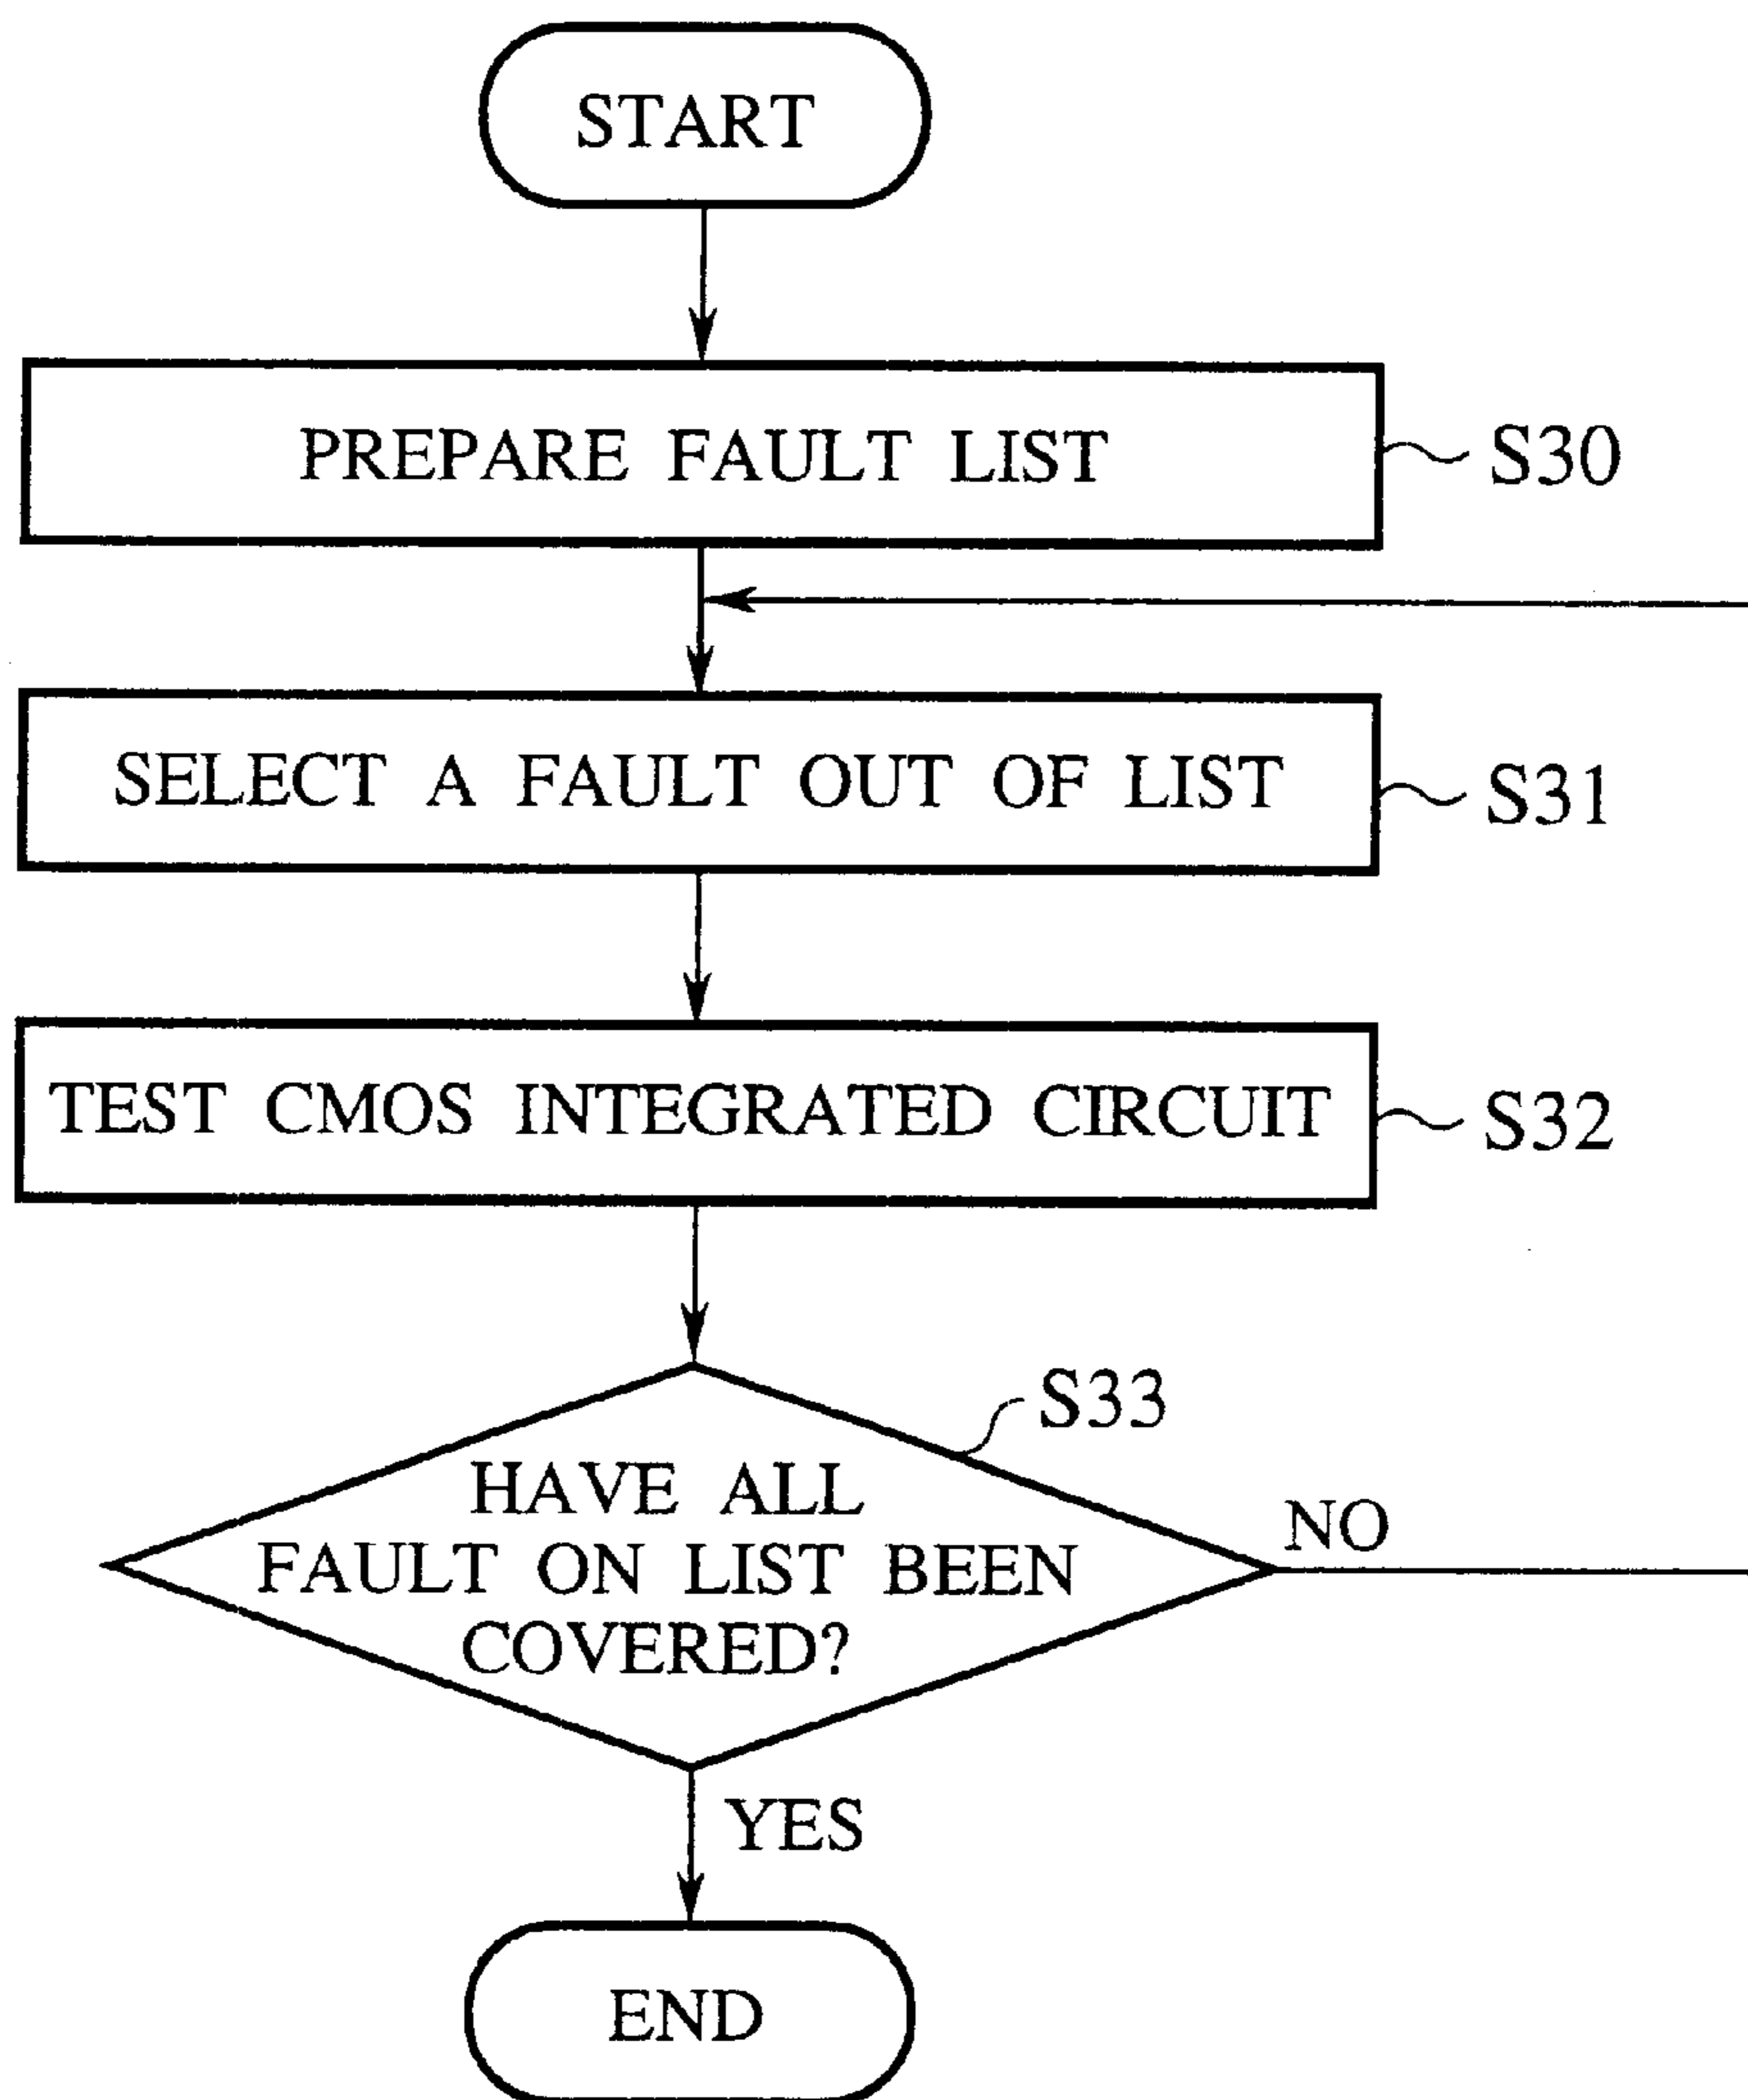 START
PREPARE FAULT LIST
S30
SELECT A FAULT OUT OF LIST
S31
TEST CMOS INTEGRATED CIRCUIT
S32
S33
HAVE ALL
FAULT ON LIST BEEN
COVERED?
NO
YES
END